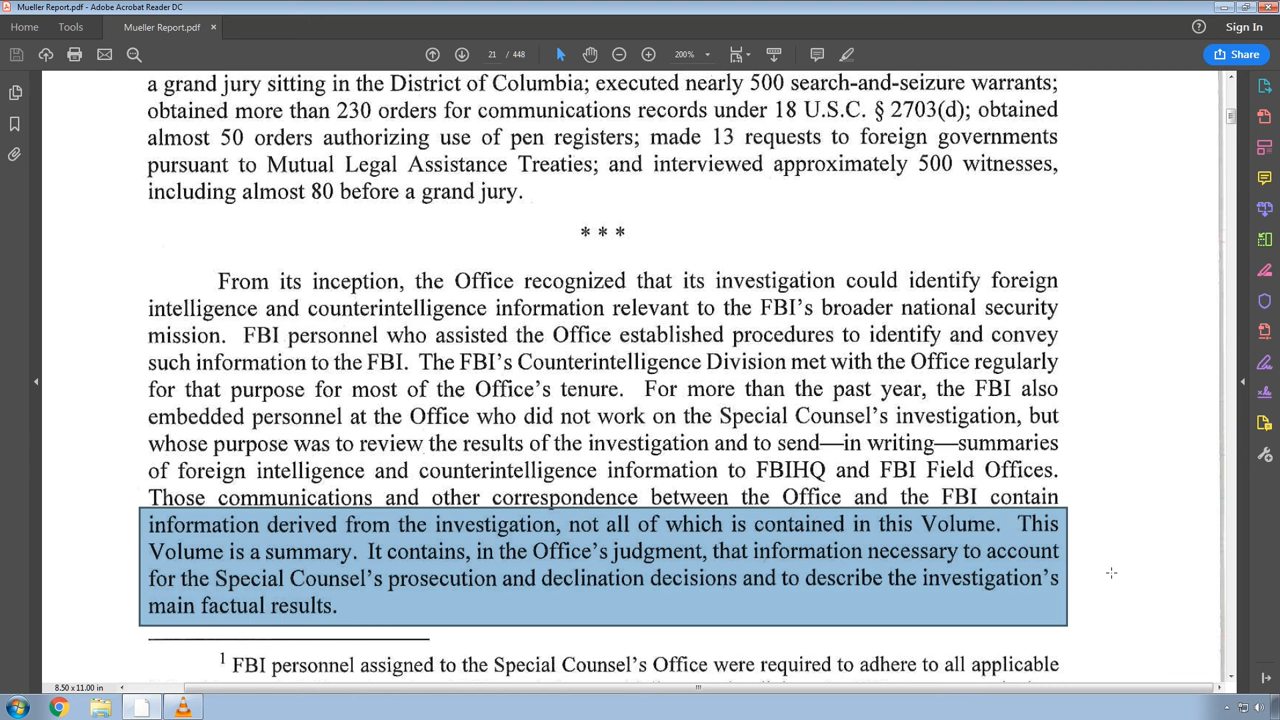 Mueller Report.pdf - Adobe Acrobat Reader DC
Home Tools Mueller Report.pdf × Sign In
21 / 448 200% Share
a grand jury sitting in the District of Columbia; executed nearly 500 search-and-seizure warrants;
obtained more than 230 orders for communications records under 18 U.S.C. § 2703(d); obtained
almost 50 orders authorizing use of pen registers; made 13 requests to foreign governments
pursuant to Mutual Legal Assistance Treaties; and interviewed approximately 500 witnesses,
including almost 80 before a grand jury.
* * *
From its inception, the Office recognized that its investigation could identify foreign
intelligence and counterintelligence information relevant to the FBI’s broader national security
mission. FBI personnel who assisted the Office established procedures to identify and convey
such information to the FBI. The FBI’s Counterintelligence Division met with the Office regularly
for that purpose for most of the Office’s tenure. For more than the past year, the FBI also
embedded personnel at the Office who did not work on the Special Counsel’s investigation, but
whose purpose was to review the results of the investigation and to send—in writing—summaries
of foreign intelligence and counterintelligence information to FBIHQ and FBI Field Offices.
Those communications and other correspondence between the Office and the FBI contain
information derived from the investigation, not all of which is contained in this Volume. This
Volume is a summary. It contains, in the Office’s judgment, that information necessary to account
for the Special Counsel’s prosecution and declination decisions and to describe the investigation’s
main factual results.
1 FBI personnel assigned to the Special Counsel’s Office were required to adhere to all applicable
8.50 x 11.00 in